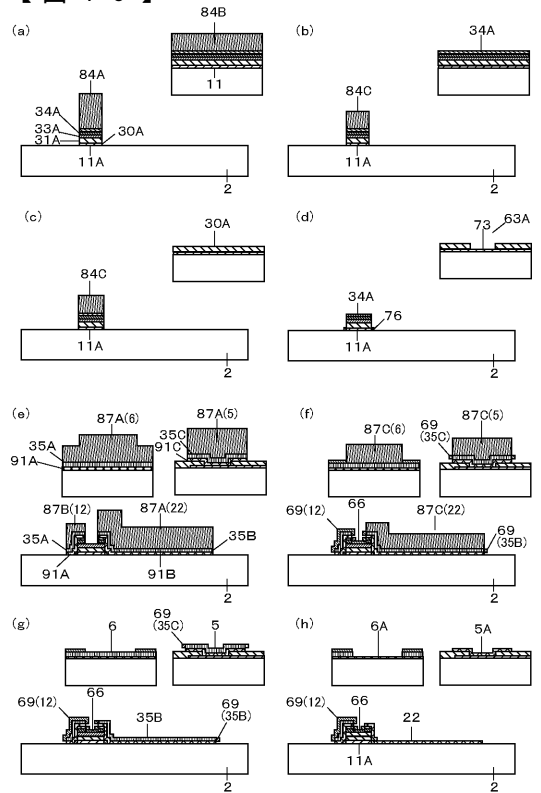 (a)
84B
11
84A
34A
33A
31A
30A
11A
2
(b)
34A
84C
11A
2
(c)
30A
84C
11A
2
(d)
73
63A
34A
76
11A
2
(e)
87A(6)
35A
91A
87A(5)
35C
91C
87B(12)
87A(22)
35A
35B
91A
91B
2
(f)
87C(6)
87C(5)
69
(35C)
69(12)
66
87C(22)
69
(35B)
2
(g)
6
69
(35C)
5
69(12)
66
35B
69
(35B)
2
(h)
6A
5A
69(12)
66
22
11A
2